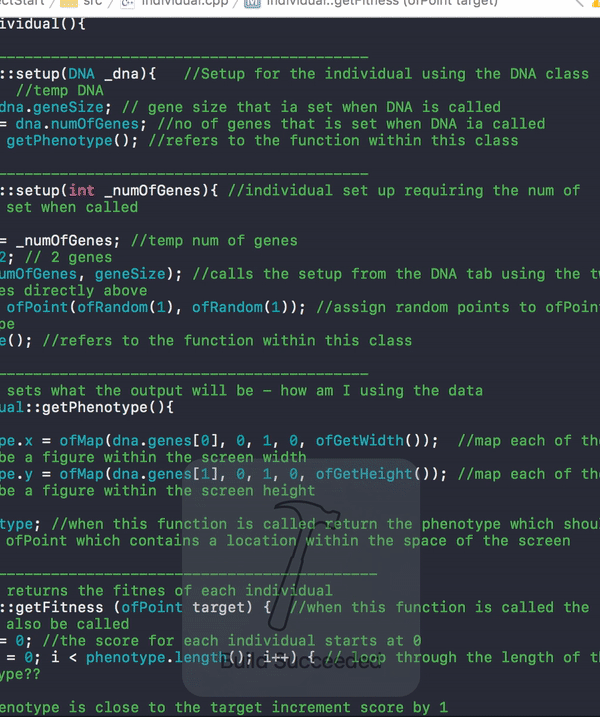 ectStart / src / individual.cpp / individual::getFitness (ofPoint target)
ividual(){
::setup(DNA _dna){ //Setup for the individual using the DNA class
//temp DNA
dna.geneSize; // gene size that ia set when DNA is called
= dna.numOfGenes; //no of genes that is set when DNA ia called
getPhenotype(); //refers to the function within this class
::setup(int _numOfGenes){ //individual set up requiring the num of
set when called
= _numOfGenes; //temp num of genes
2; // 2 genes
umOfGenes, geneSize); //calls the setup from the DNA tab using the tw
es directly above
ofPoint(ofRandom(1), ofRandom(1)); //assign random points to ofPoin
pe
e(); //refers to the function within this class
sets what the output will be – how am I using the data
ual::getPhenotype(){
pe.x = ofMap(dna.genes[0], 0, 1, 0, ofGetWidth()); //map each of the
be a figure within the screen width
pe.y = ofMap(dna.genes[1], 0, 1, 0, ofGetHeight()); //map each of the
be a figure within the screen height
type; //when this function is called return the phenotype which shou
ofPoint which contains a location within the space of the screen
returns the fitnes of each individual
::getFitness (ofPoint target) { //when this function is called the
also be called
= 0; //the score for each individual starts at 0
= 0; i < phenotype.length(); i++) { // loop through the length of th
Build Succeeded
ype??
enotype is close to the target increment score by 1